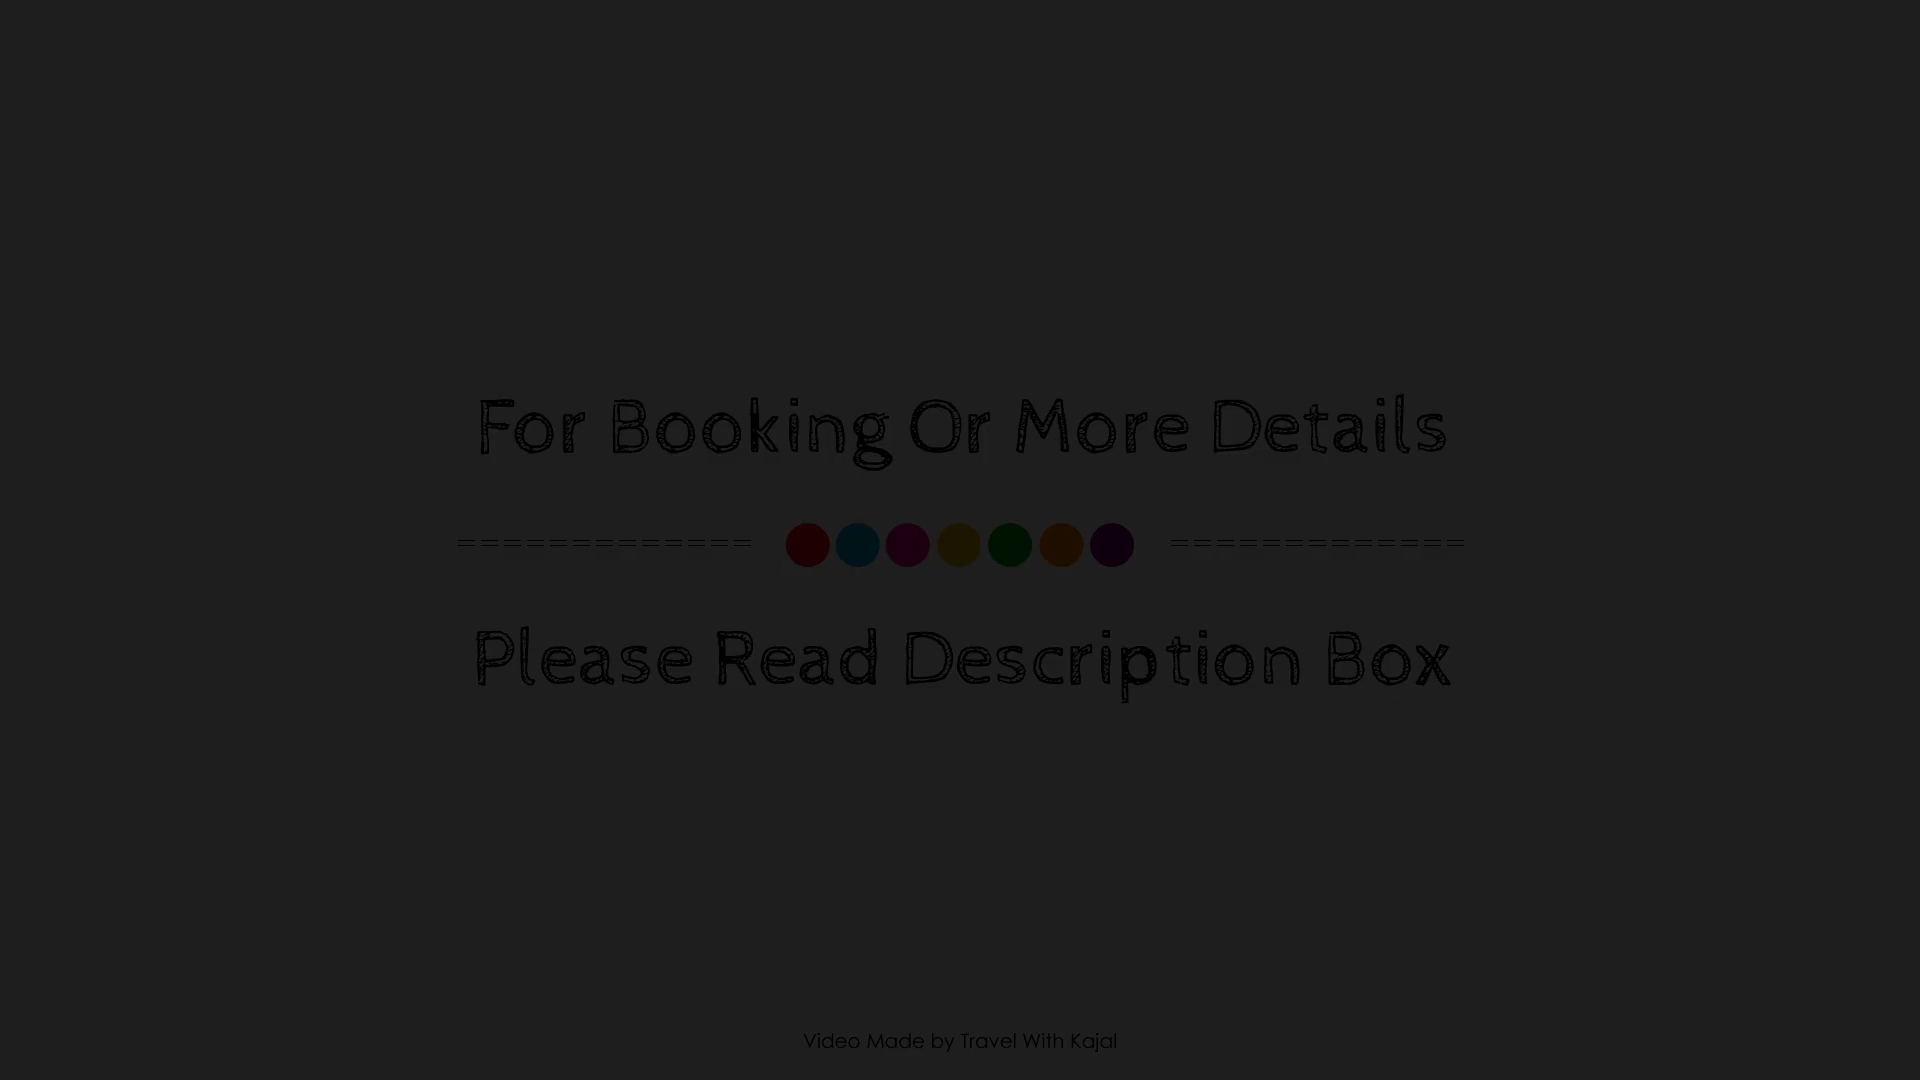 For Booking Or More Details
============= =============
Please Read Description Box
Video Made by Travel With Kajal